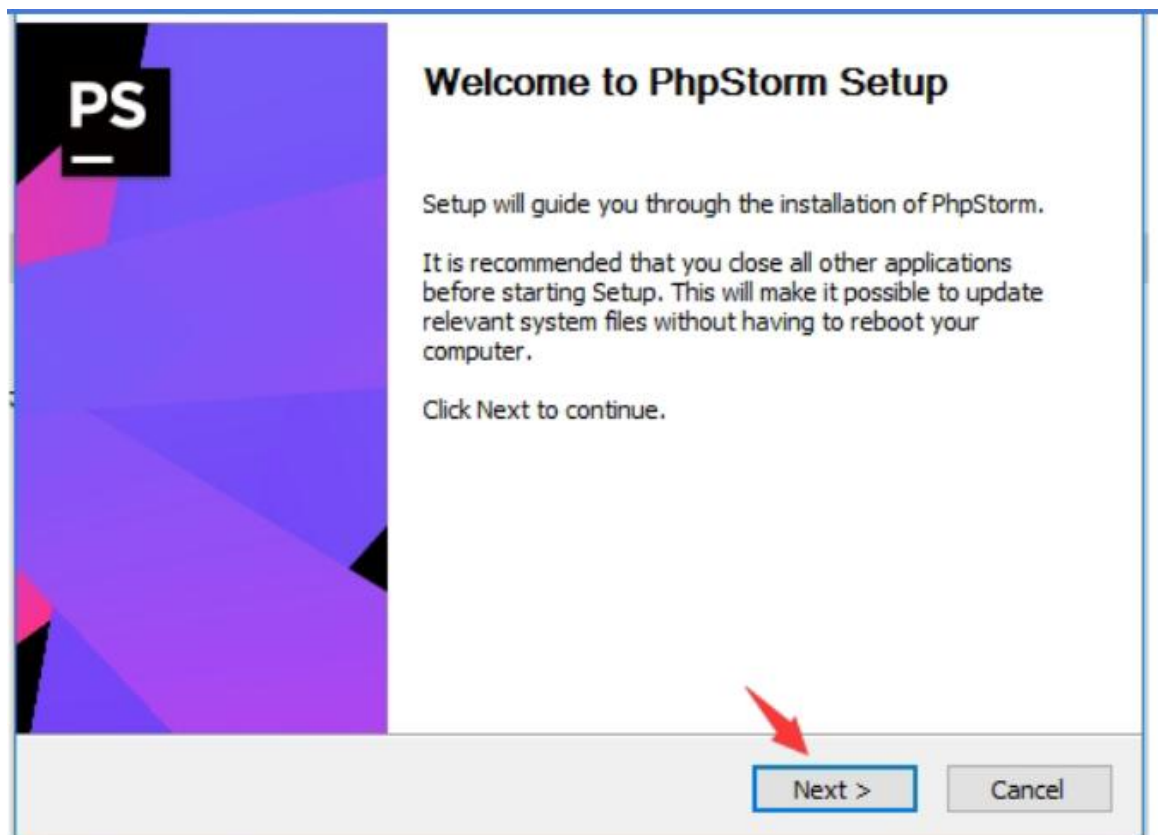 PS
Welcome to PhpStorm Setup
Setup will guide you through the installation of PhpStorm.
It is recommended that you close all other applications
before starting Setup. This will make it possible to update
relevant system files without having to reboot your
computer.
Click Next to continue.
Next >
Cancel